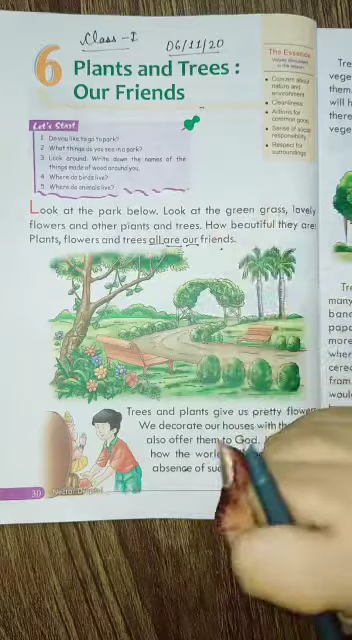 Class-I
06/11/20
6 Plants and Trees :
Our Friends
The Essence
• Concern about
nature and
environment
• Cleanliness
• Actions for
common good
• Sense of social
responsibility
• Respect for
surroundings
Let's Start
1 Do you like to go to park?
2 What things do you see in a park?
3 Look around. Write down the names of the
things made of wood around you.
4 Where do birds live?
5 Where do animals live?
Look at the park below. Look at the green grass, lovely
flowers and other plants and trees. How beautiful they are
Plants, flowers and trees all are our friends.
Trees and plants give us pretty flower
We decorate our houses with th
also offer them to God.
how the worl
absence of suc
30
Tre
vege
them.
will h
there
vege
Tre
many
bana
papa
more
wher
cerea
from
woul